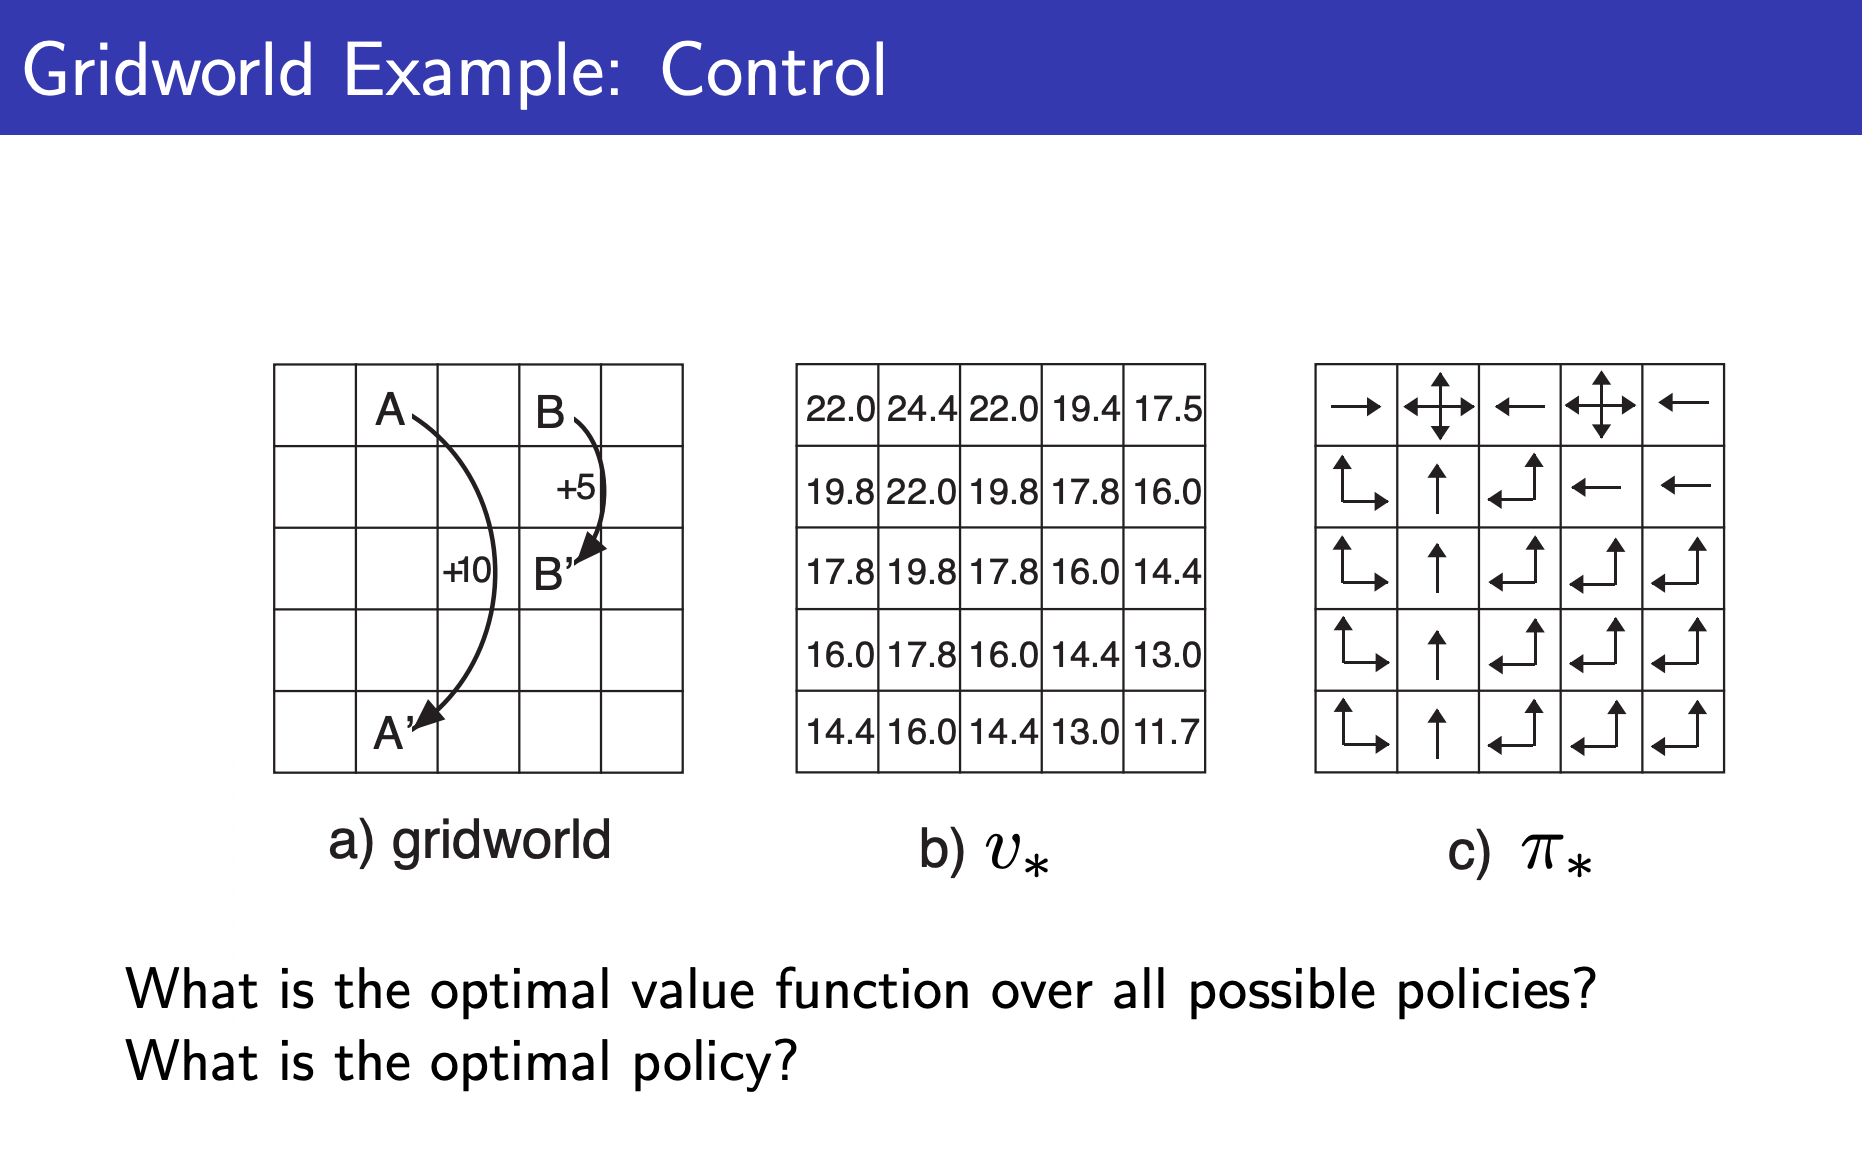 Gridworld Example: Control
A B
+5
+10 B’
A’
22.0 24.4 22.0 19.4 17.5
19.8 22.0 19.8 17.8 16.0
17.8 19.8 17.8 16.0 14.4
16.0 17.8 16.0 14.4 13.0
14.4 16.0 14.4 13.0 11.7
a) gridworld
b) v*
c) π*
What is the optimal value function over all possible policies?
What is the optimal policy?